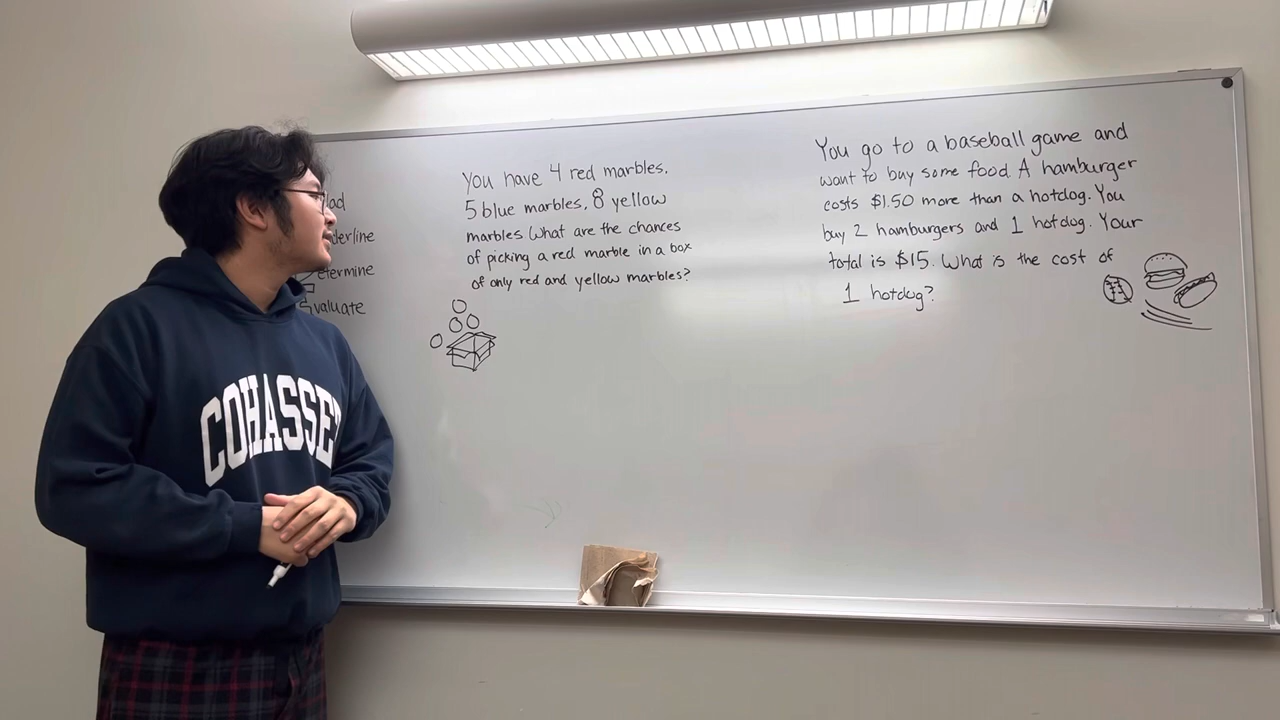 You have 4 red marbles,
5 blue marbles, 8 yellow
marbles What are the chances
of picking a red marble in a box
of only red and yellow marbles?
You go to a baseball game and
want to buy some food. A hamburger
costs $1.50 more than a hotdog. You
buy 2 hamburgers and 1 hotdog. Your
total is $15. What is the cost of
1 hotdog?